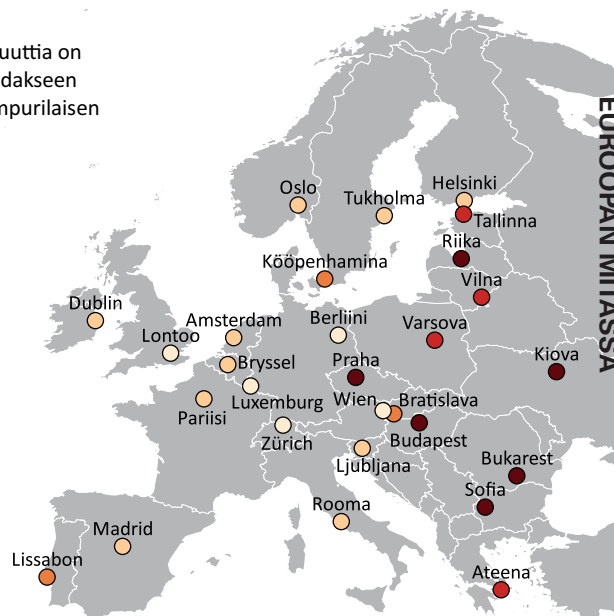 uuttia on
dakseen
mpurilaisen
EUROOPAN MITASSA
Oslo
Tukholma
Helsinki
Tallinna
Riika
Kööpenhamina
Vilna
Dublin
Amsterdam
Berliini
Varsova
Lontoo
Bryssel
Praha
Kiova
Luxemburg
Wien
Bratislava
Pariisi
Zürich
Budapest
Ljubljana
Bukarest
Sofia
Rooma
Madrid
Lissabon
Ateena